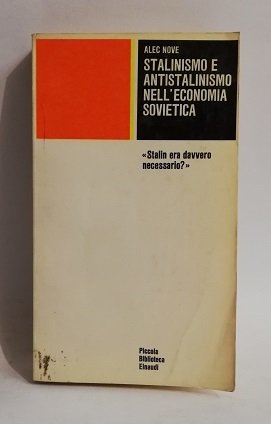 ALEC NOVE
STALINISMO E
ANTISTALINISMO
NELL'ECONOMIA
SOVIETICA
«Stalin era davvero
necessario?»
Piccola
Biblioteca
Einaudi